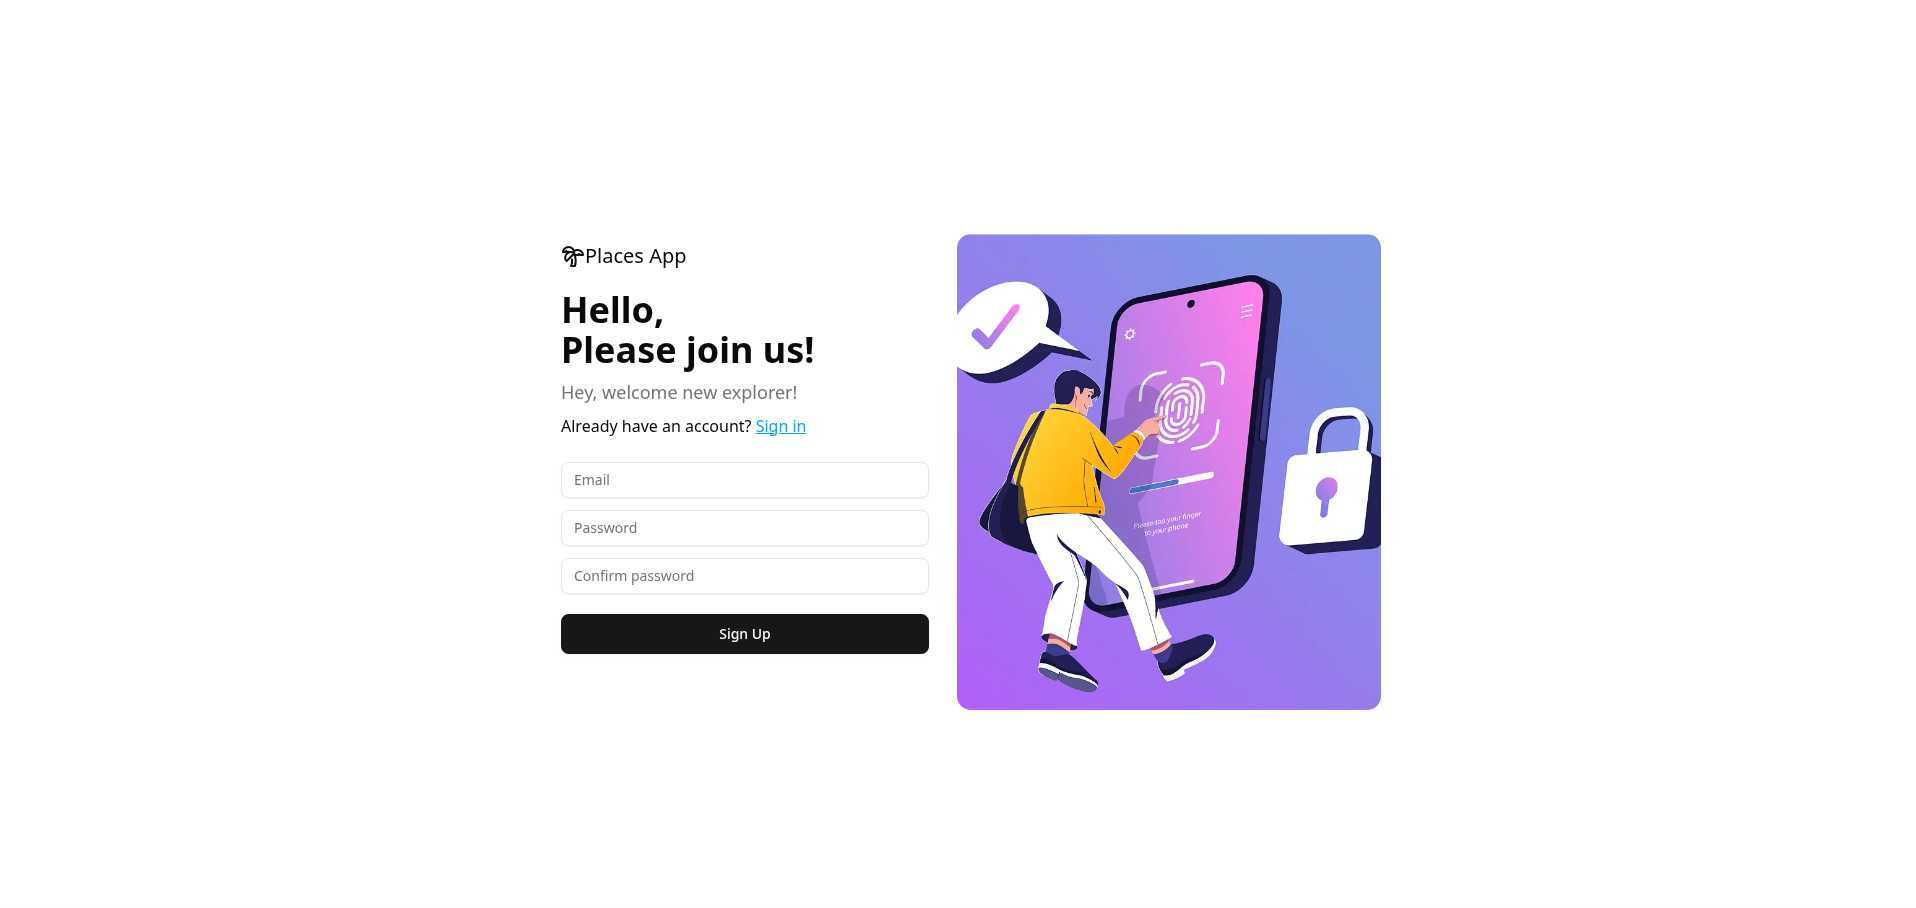 Places App
Hello,
Please join us!
Hey, welcome new explorer!
Already have an account? Sign in
Email
Password
Confirm password
Sign Up
Please tap your finger
to your phone